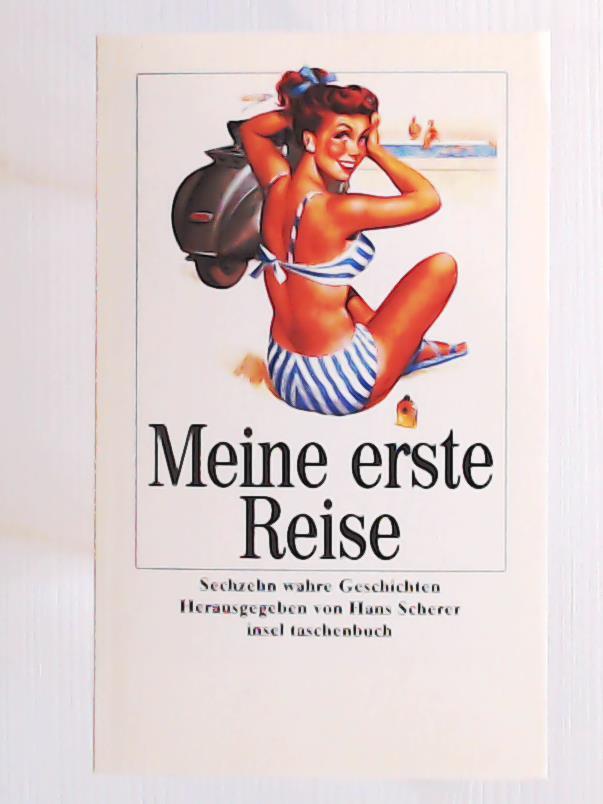 Meine erste
Reise
Sechzehn wahre Geschichten
Herausgegeben von Hans Scherer
insel taschenbuch